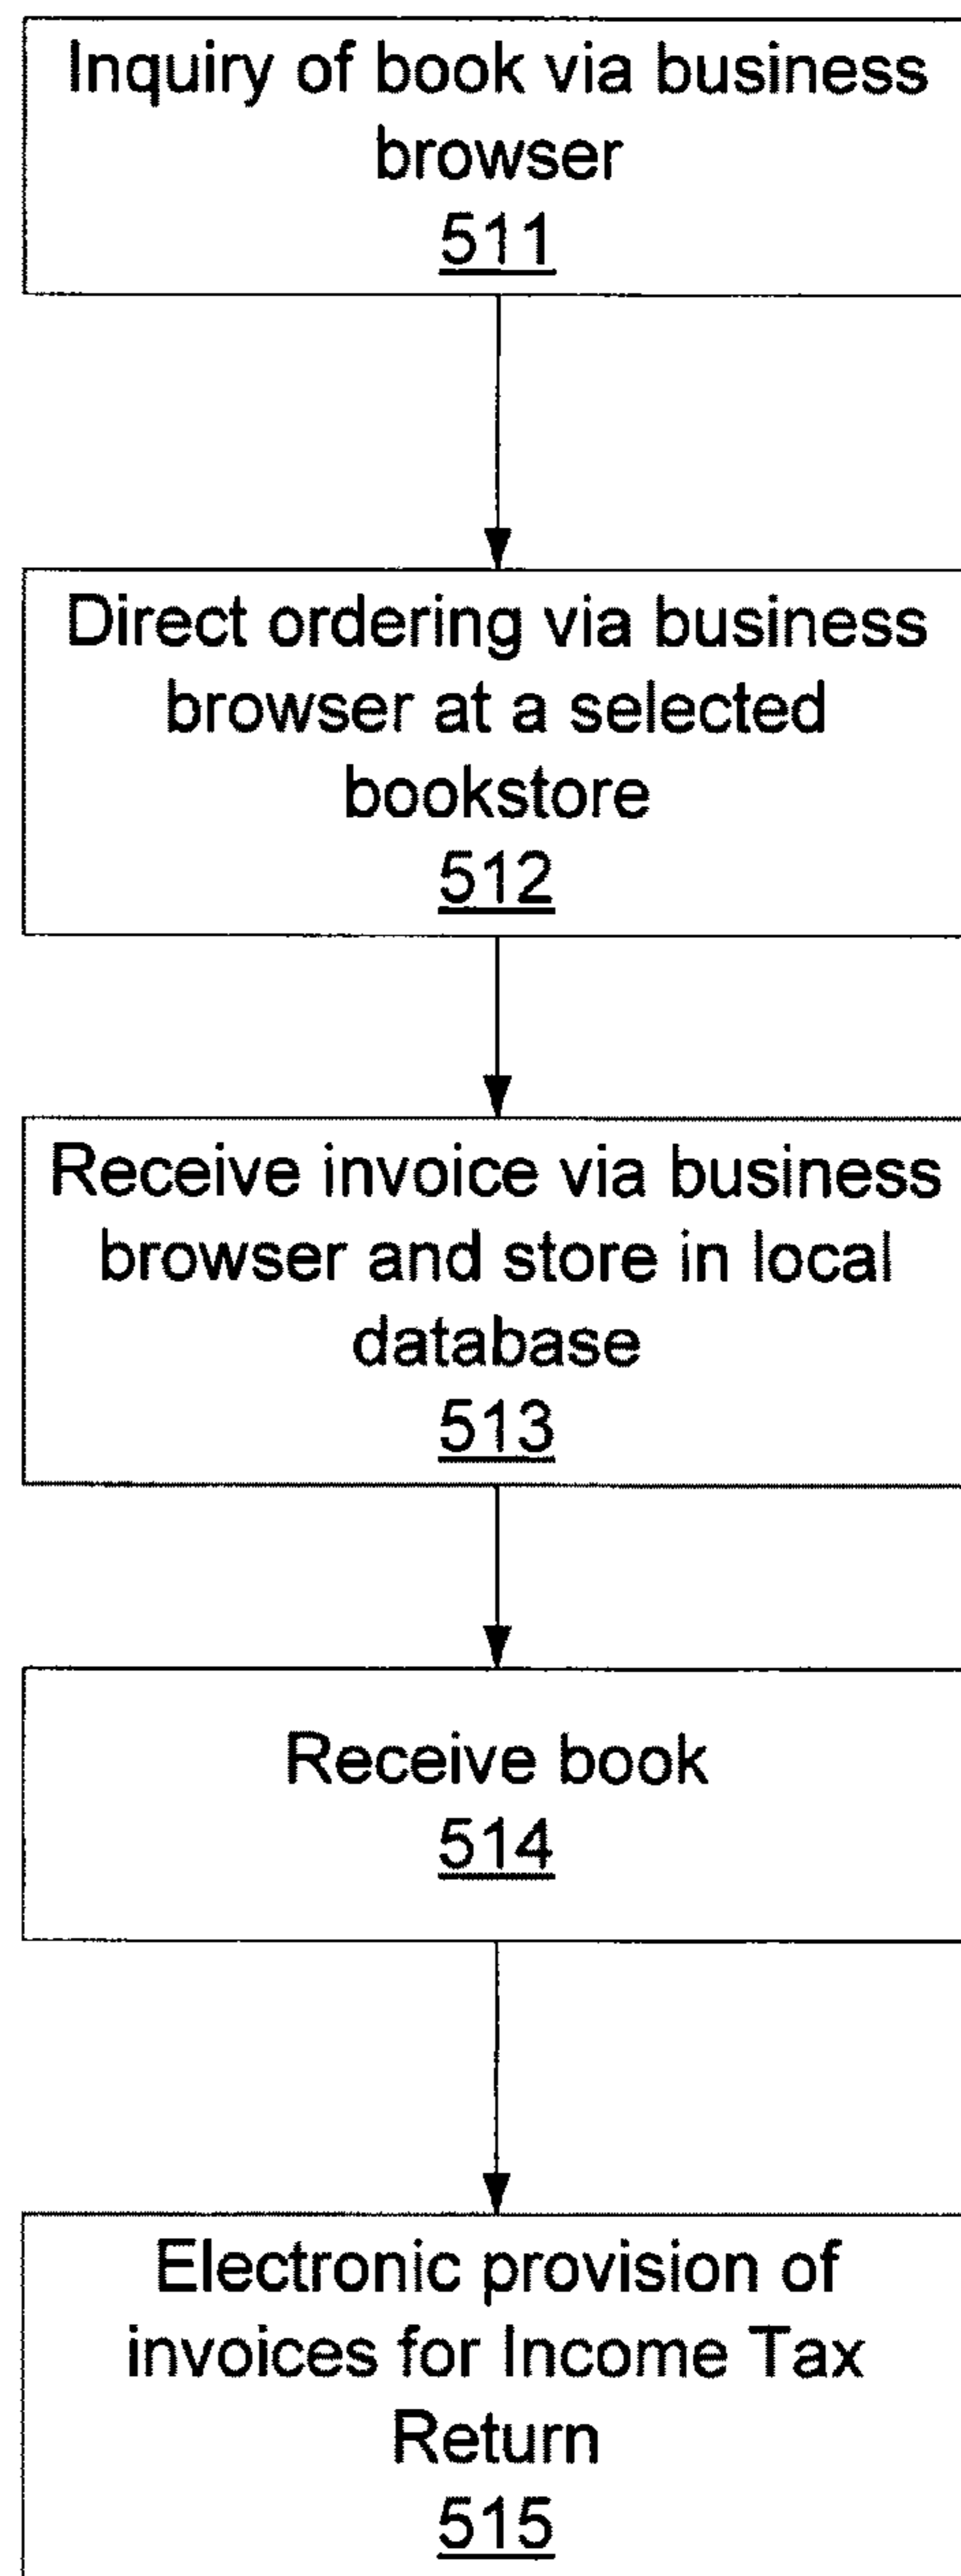 Inquiry of book via business
browser
511
Direct ordering via business
browser at a selected
bookstore
512
Receive invoice via business
browser and store in local
database
513
Receive book
514
Electronic provision of
invoices for Income Tax
Return
515